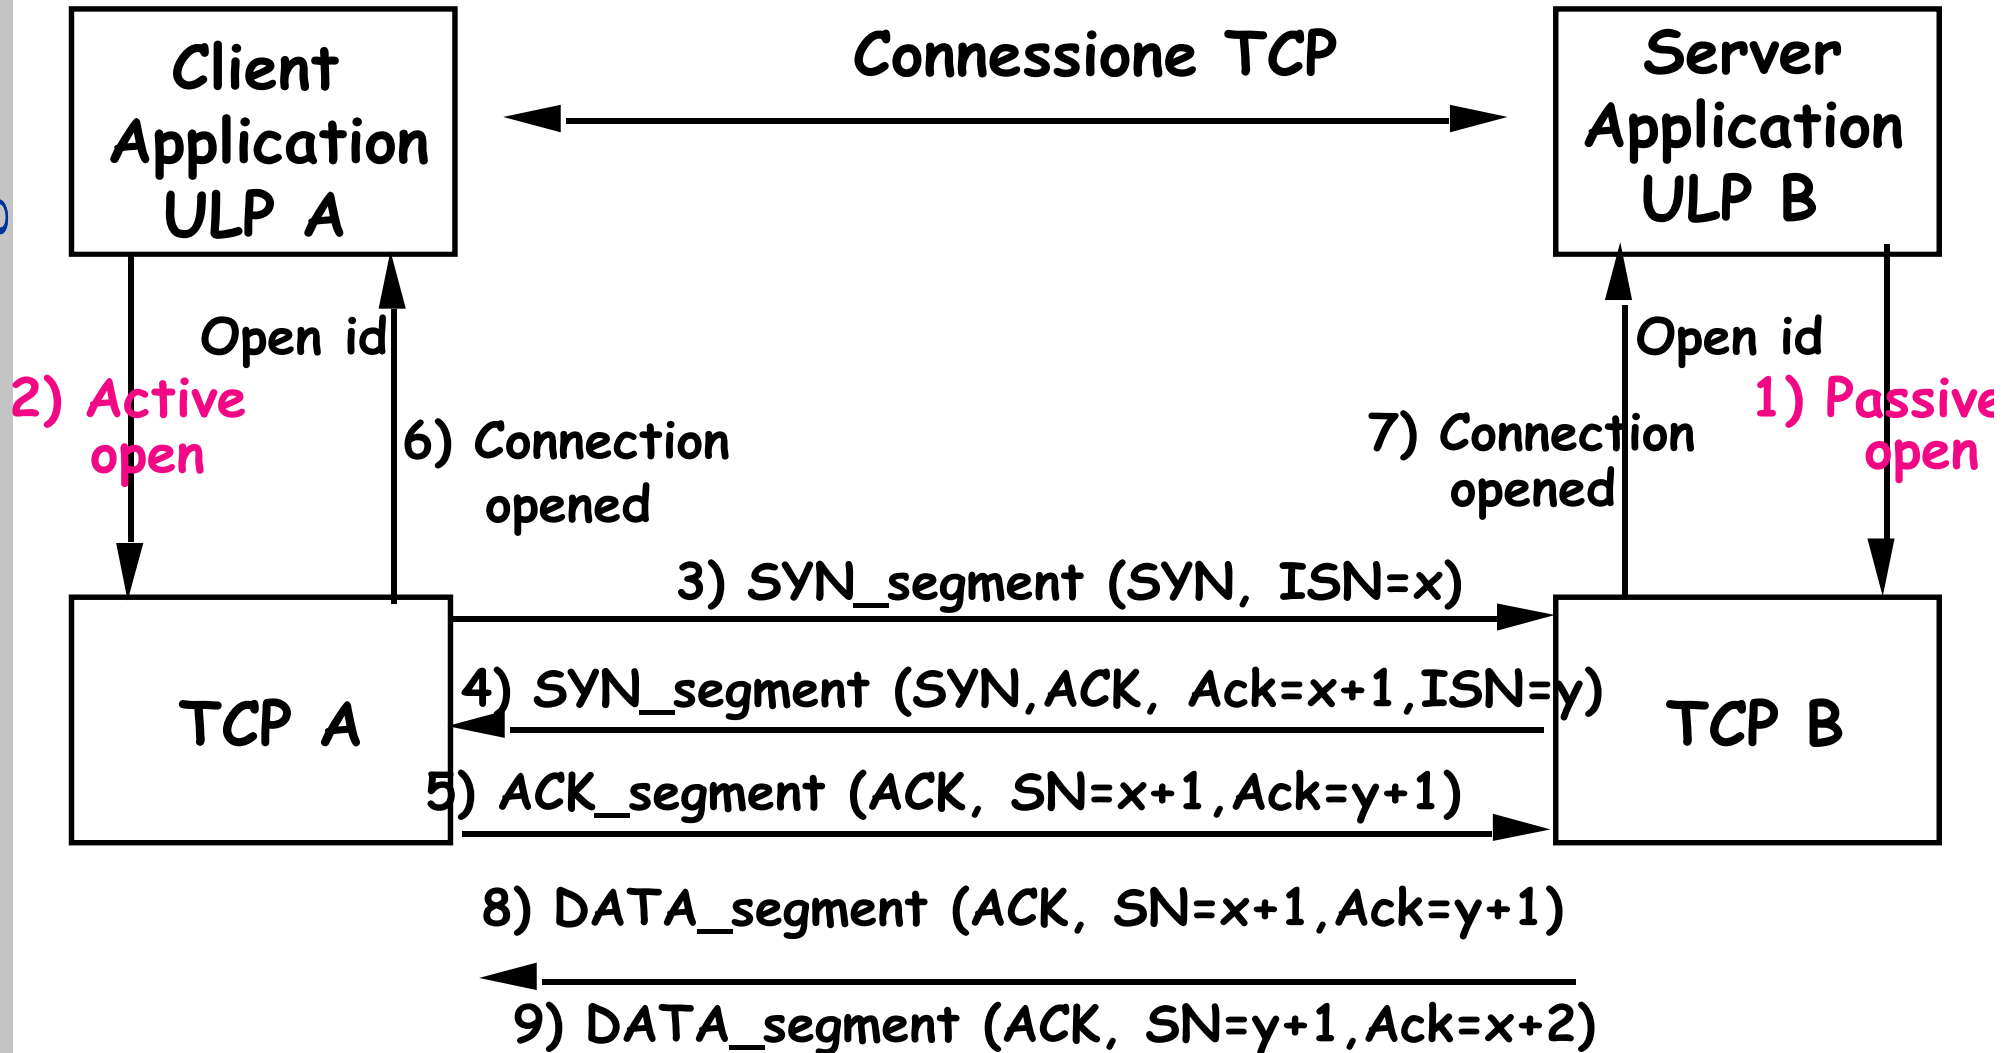 Client
Application
ULP A
Connessione TCP
Server
Application
ULP B
Open id
2) Active
open
6) Connection
opened
Open id
7) Connection
opened
1) Passive
open
3) SYN_segment (SYN, ISN=x)
4) SYN_segment (SYN,ACK, Ack=x+1,ISN=y)
5) ACK_segment (ACK, SN=x+1,Ack=y+1)
TCP A
TCP B
8) DATA_segment (ACK, SN=x+1,Ack=y+1)
9) DATA_segment (ACK, SN=y+1,Ack=x+2)